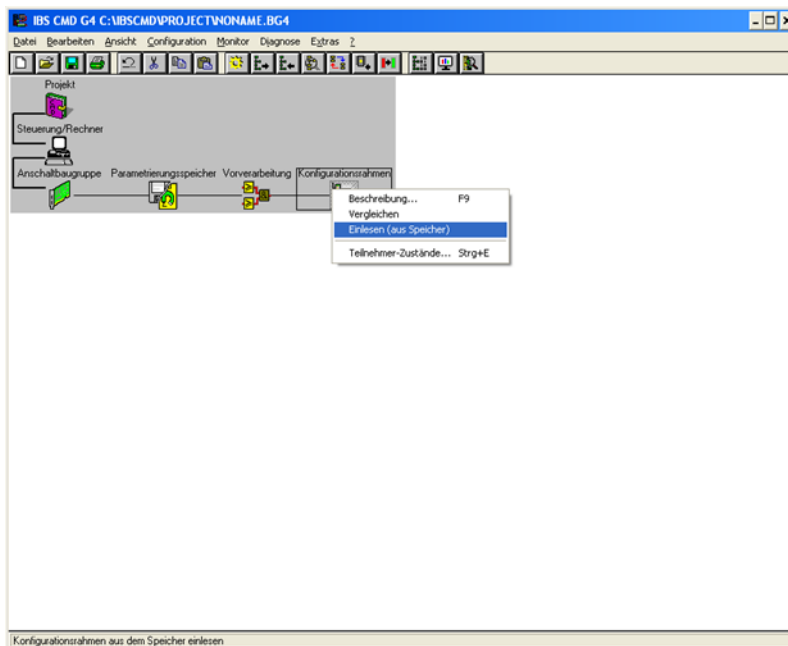 IBS CMD G4 C:\IBSCMD\PROJECT\NONAME.BG4
Datei Bearbeiten Ansicht Configuration Monitor Djagnose Extras ?
Projekt
Steuerung/Rechner
Anschaltbaugruppe Parametrierungsspeicher Vorverarbeitung Konfigurationsrahmen
Beschreibung... F9
Vergleichen
Einlesen (aus Speicher)
Teilnehmer-Zustände... Strg+E
Konfigurationsrahmen aus dem Speicher einlesen